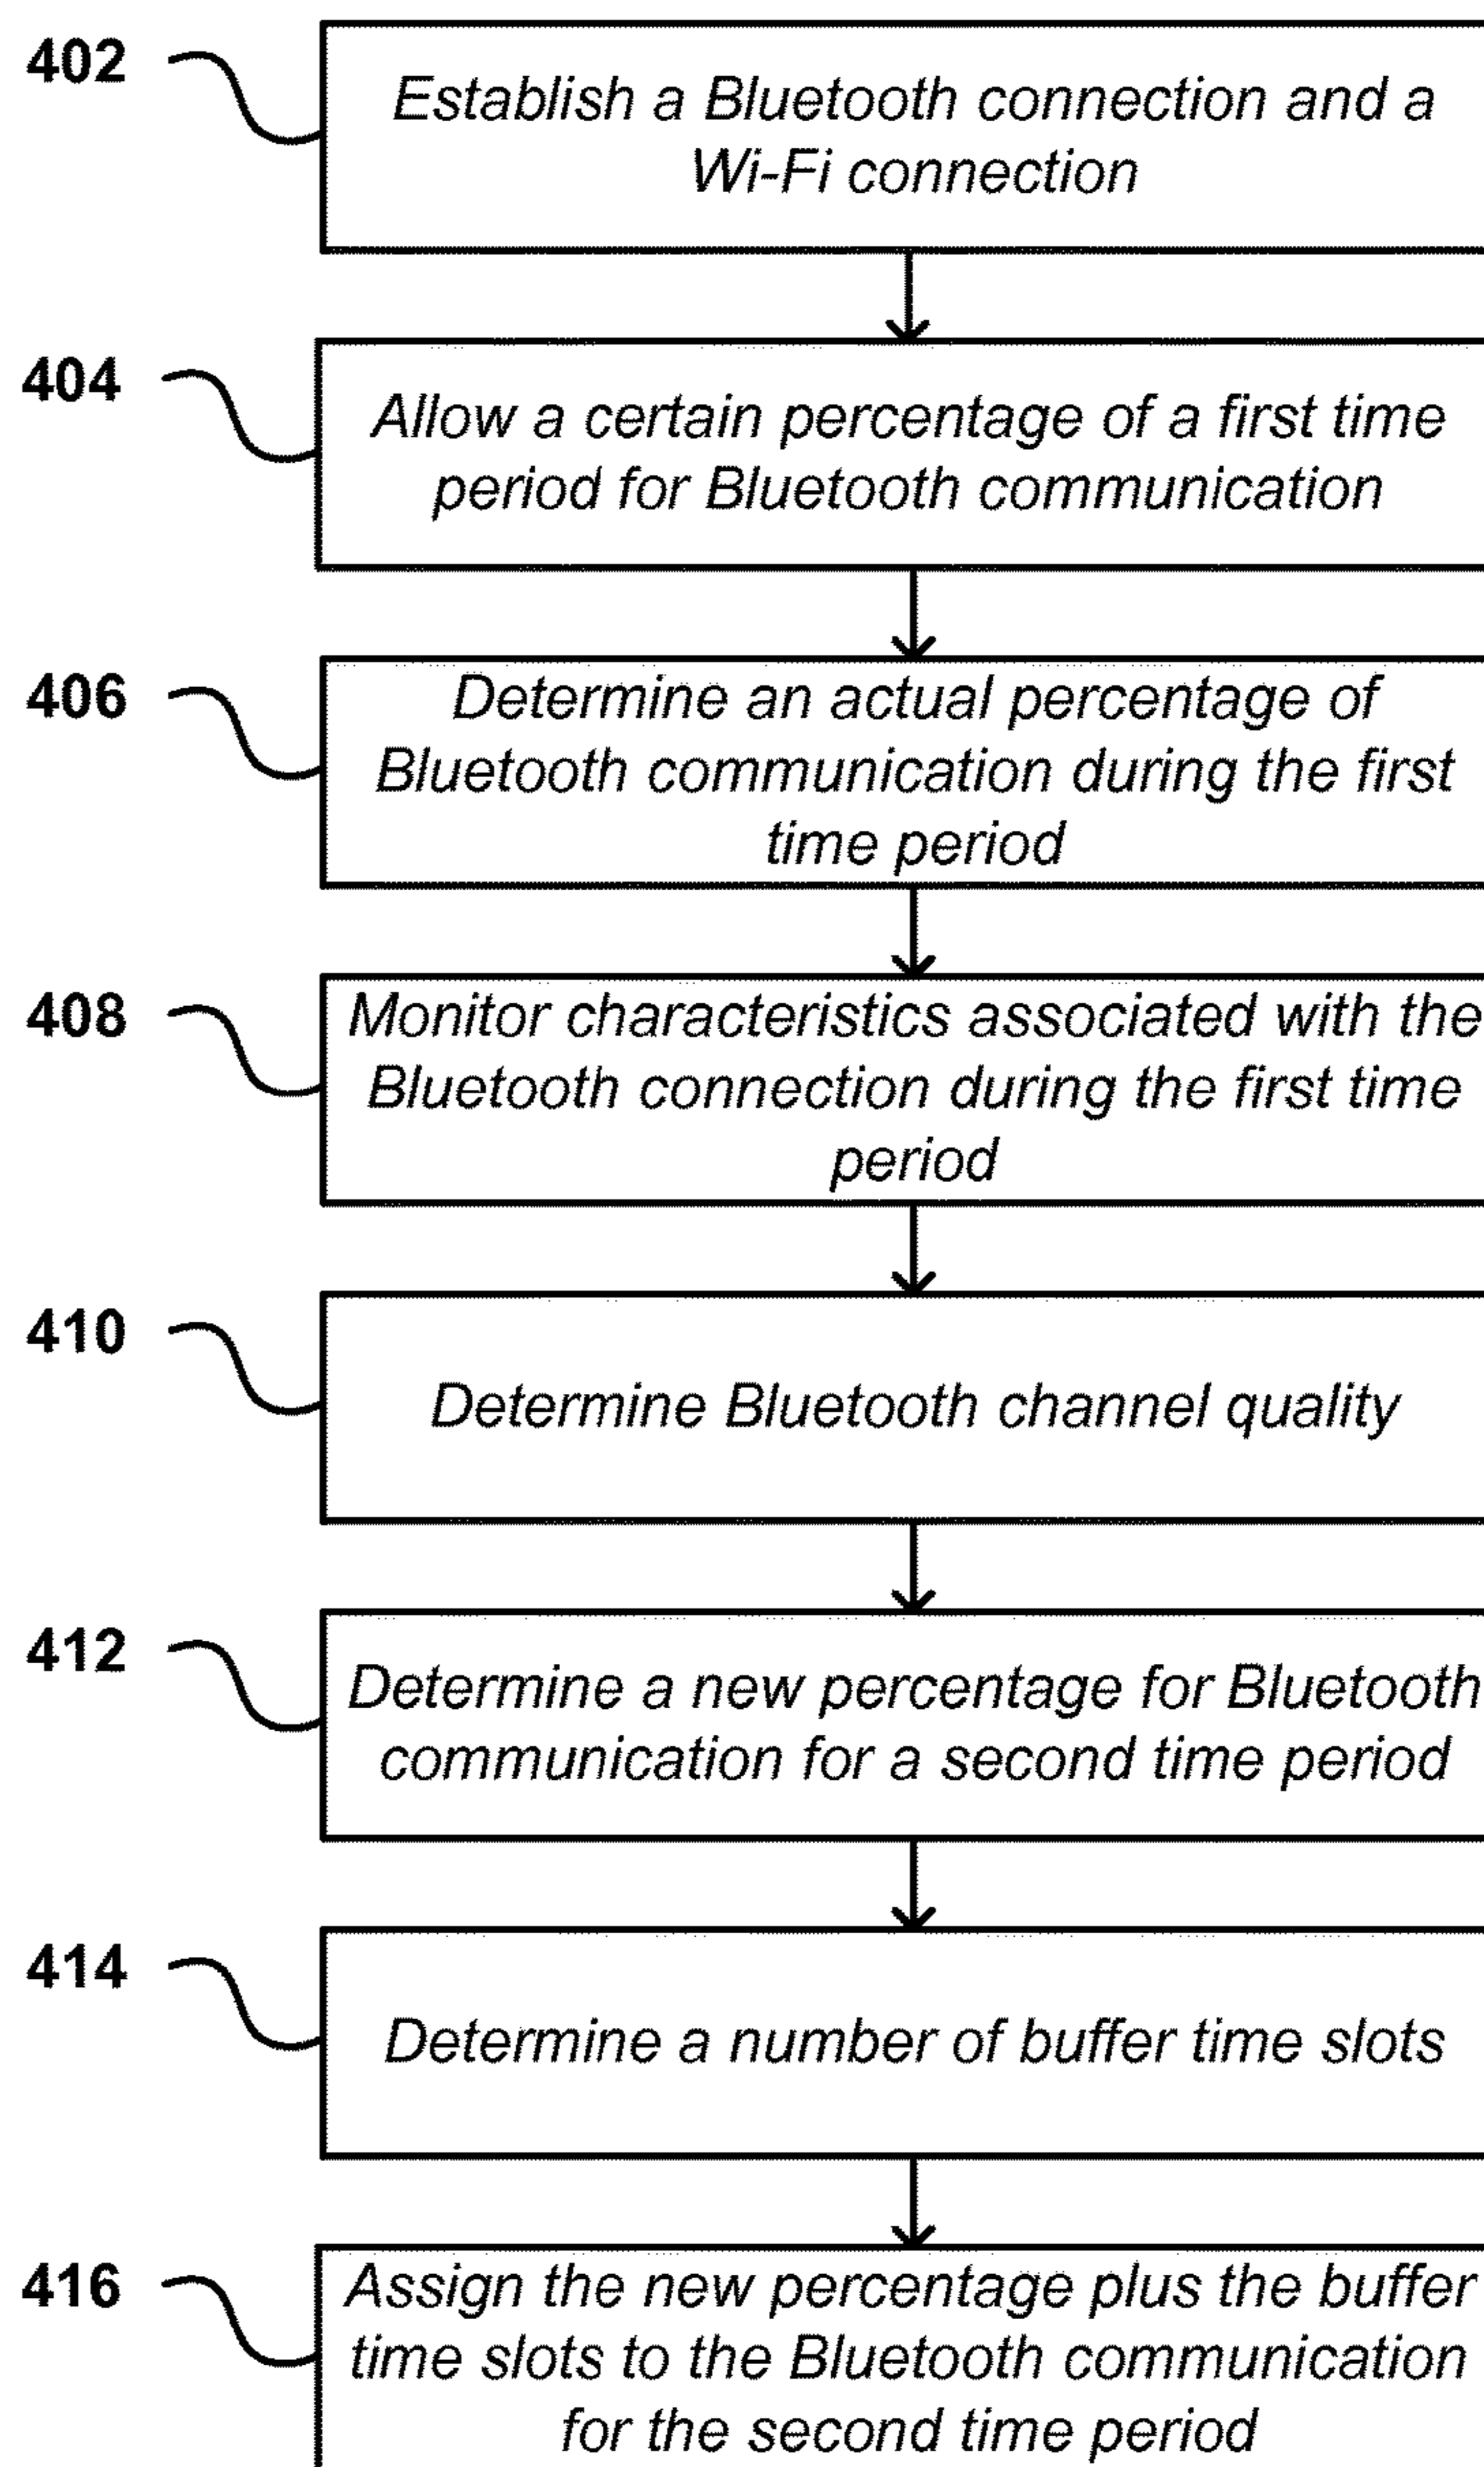 402
Establish a Bluetooth connection and a
Wi-Fi connection
404
Allow a certain percentage of a first time
period for Bluetooth communication
406
Determine an actual percentage of
Bluetooth communication during the first
time period
408
Monitor characteristics associated with the
Bluetooth connection during the first time
period
410
Determine Bluetooth channel quality
412
Determine a new percentage for Bluetooth
communication for a second time period
414
Determine a number of buffer time slots
416
Assign the new percentage plus the buffer
time slots to the Bluetooth communication
for the second time period